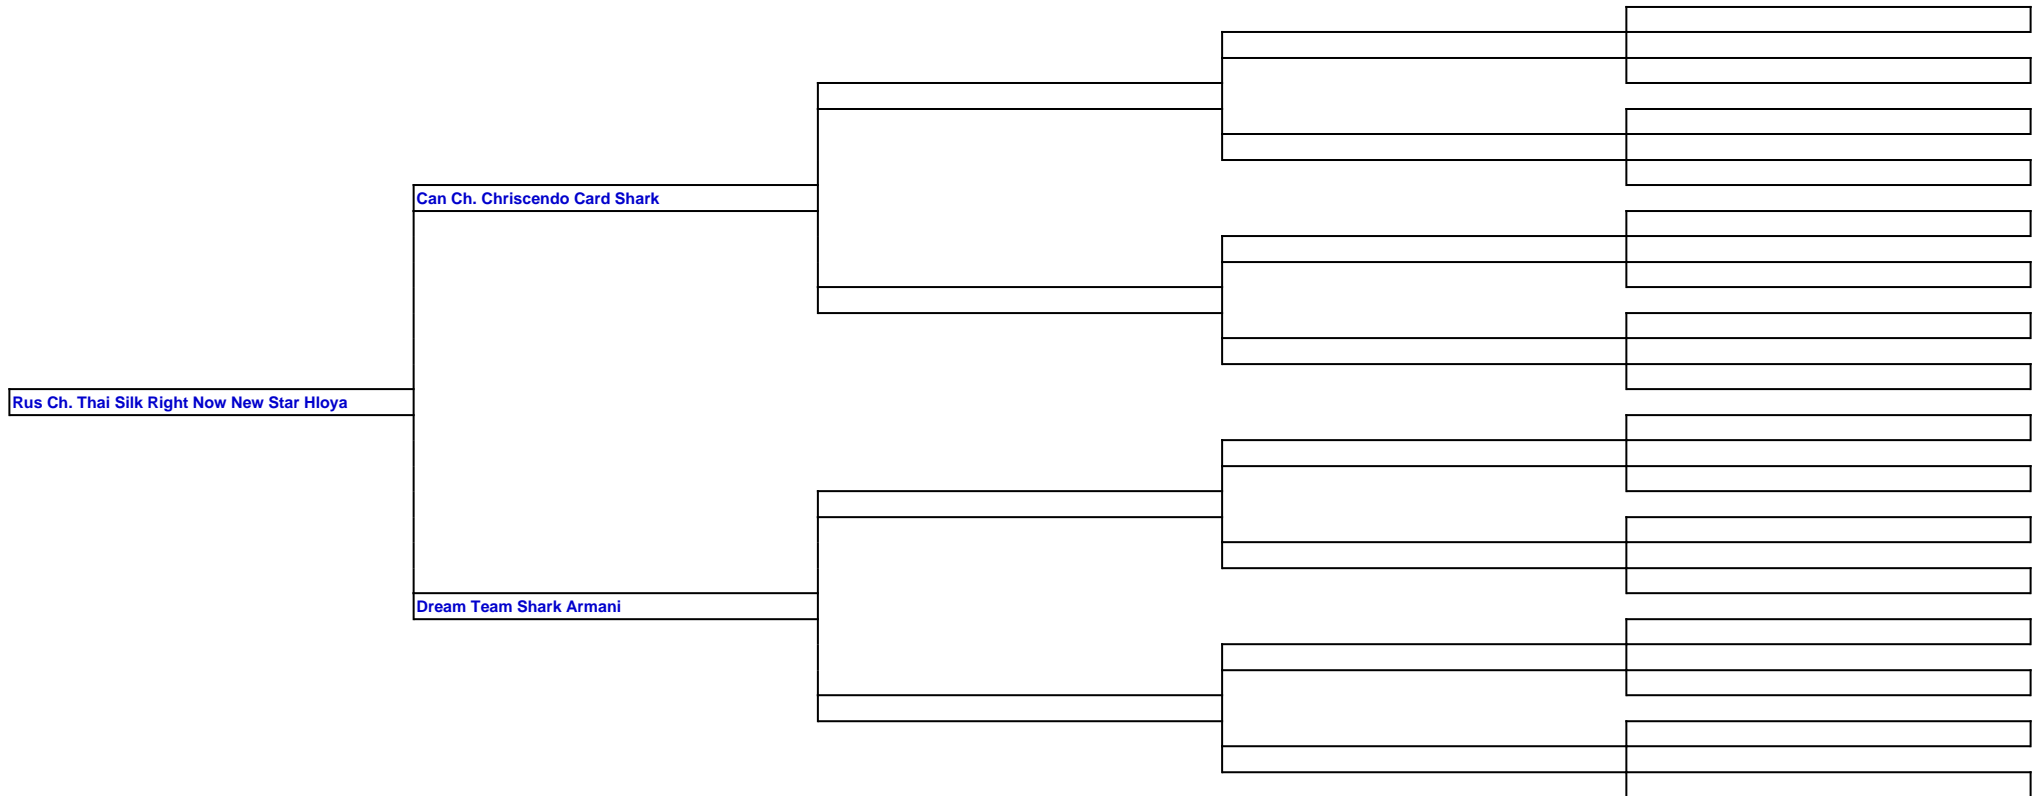 Can Ch. Chriscendo Card Shark
Rus Ch. Thai Silk Right Now New Star Hloya
Dream Team Shark Armani